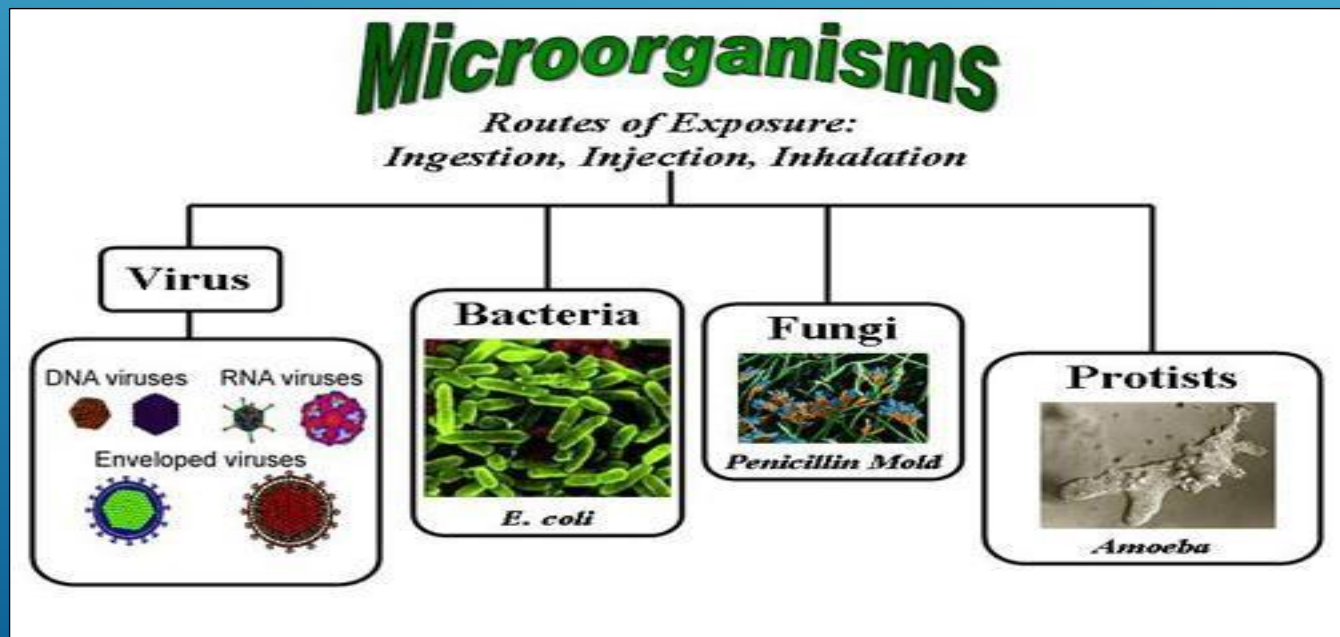 Microorganisms
Routes of Exposure:
Ingestion, Injection, Inhalation
Virus
DNA viruses RNA viruses
Enveloped viruses
Bacteria
E. coli
Fungi
Penicillin Mold
Protists
Amoeba